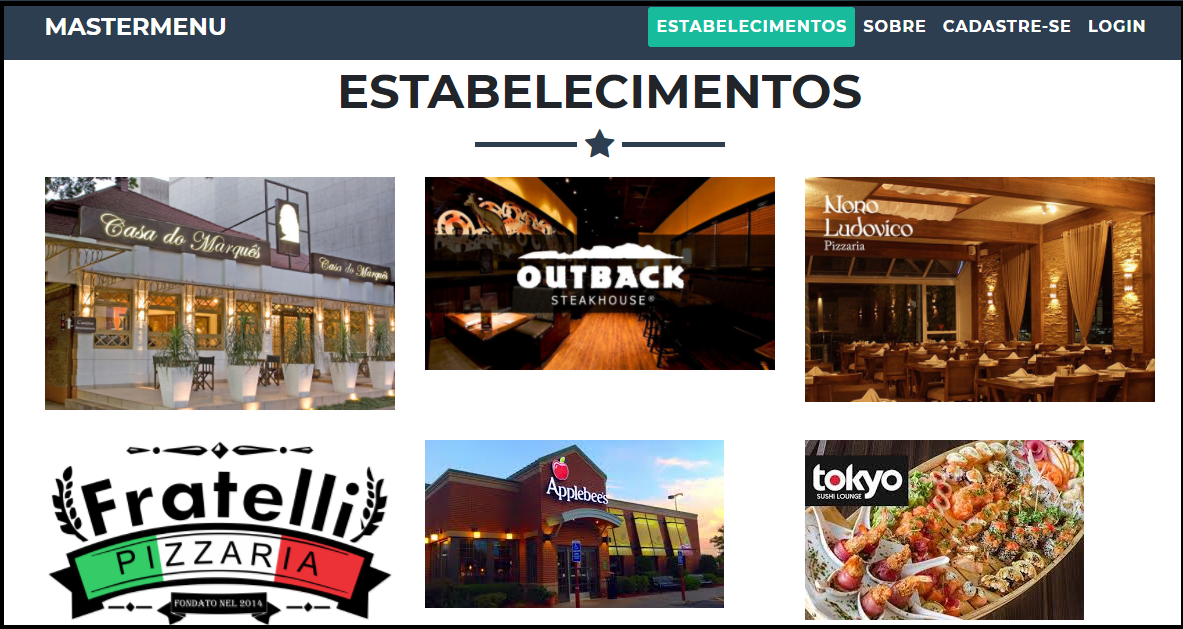 MASTERMENU
ESTABELECIMENTOS SOBRE CADASTRE-SE LOGIN
ESTABELECIMENTOS
Casa do Marquês
Casa do Marquês
OUTBACK
STEAKHOUSE®
Nono
Ludovico
Pizzaria
Fratelli
PIZZARIA
FONDATO NEL 2014
Applebee's
tokyo
SUSHI LOUNGE